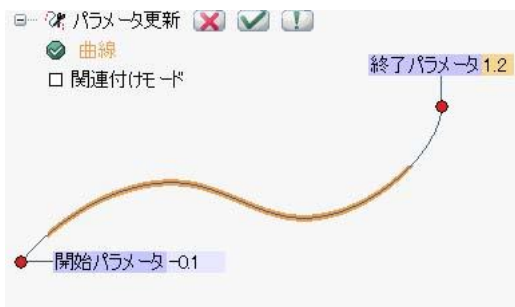 パラメータ更新
曲線
関連付けモード
終了パラメータ 1.2
開始パラメータ -0.1